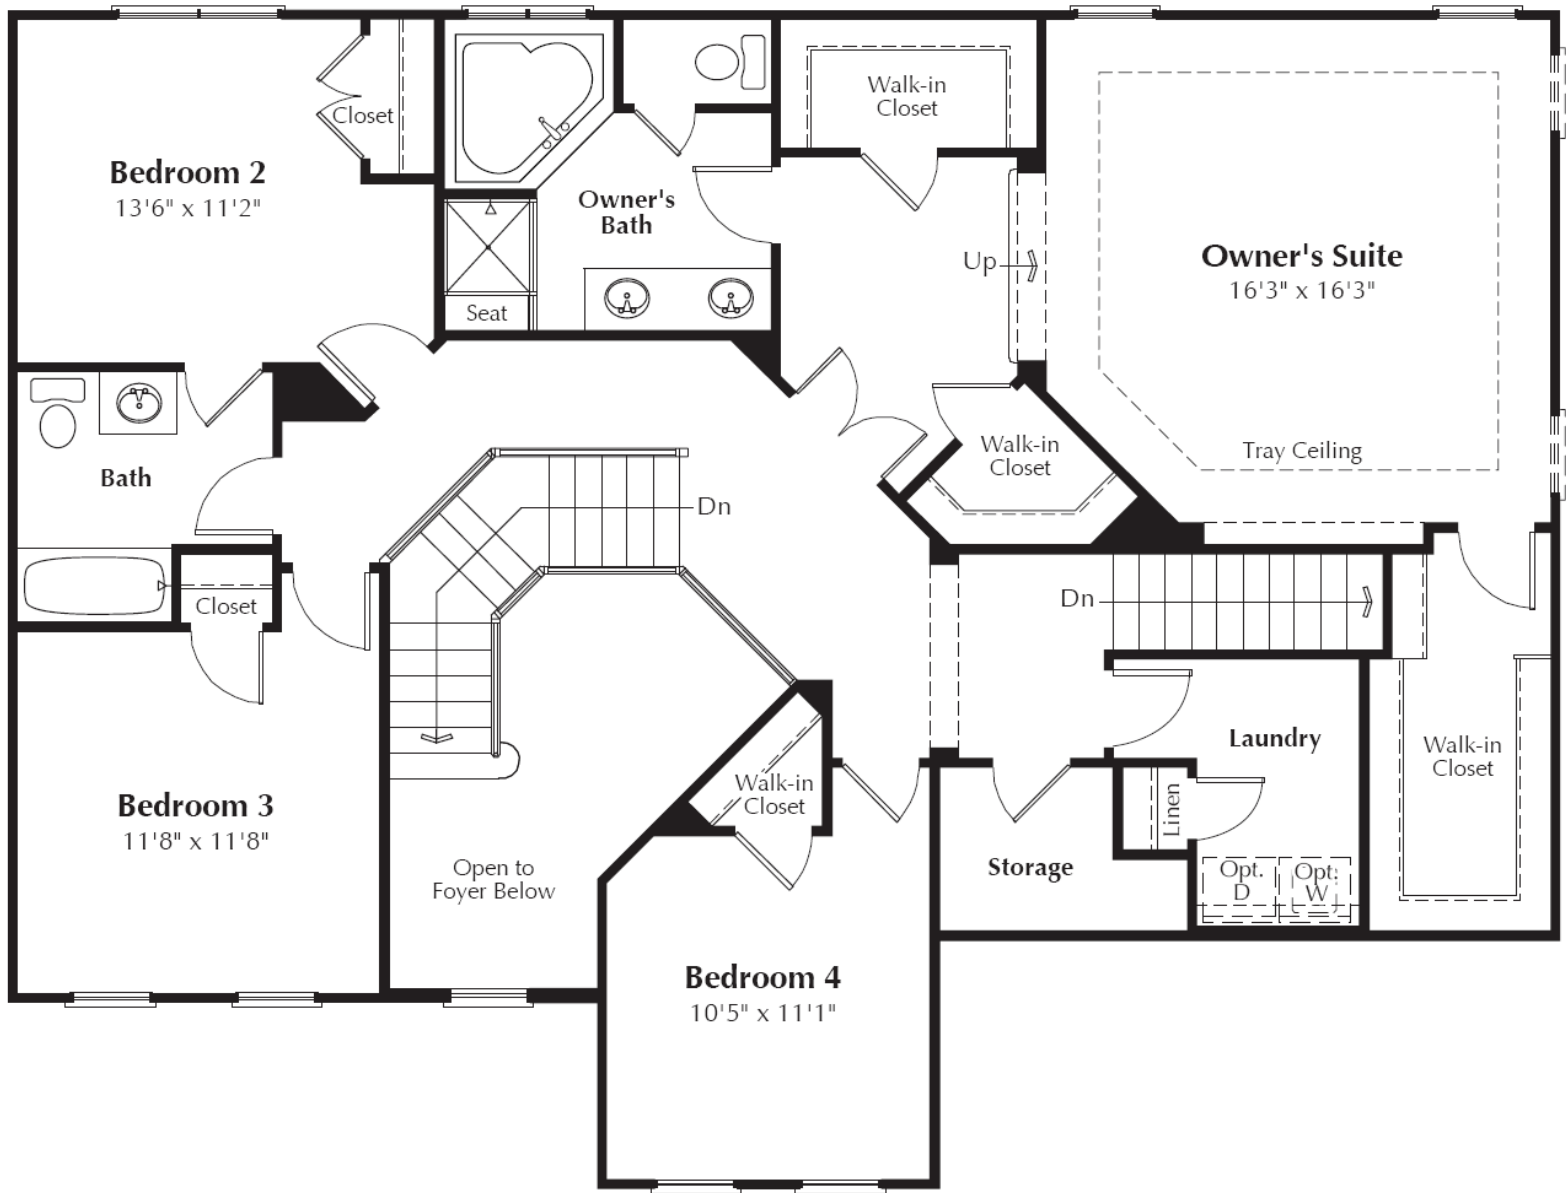 Walk-in
Closet
Closet
Bedroom 2
13'6" x 11'2"
Owner's
Bath
Seat
Up
Owner's Suite
16'3" x 16'3"
Tray Ceiling
Walk-in
Closet
Bath
Dn
Closet
Dn
Laundry
Walk-in
Closet
Walk-in
Closet
Linen
Bedroom 3
11'8" x 11'8"
Open to
Foyer Below
Storage
Opt.
D
Opt.
W
Bedroom 4
10'5" x 11'1"